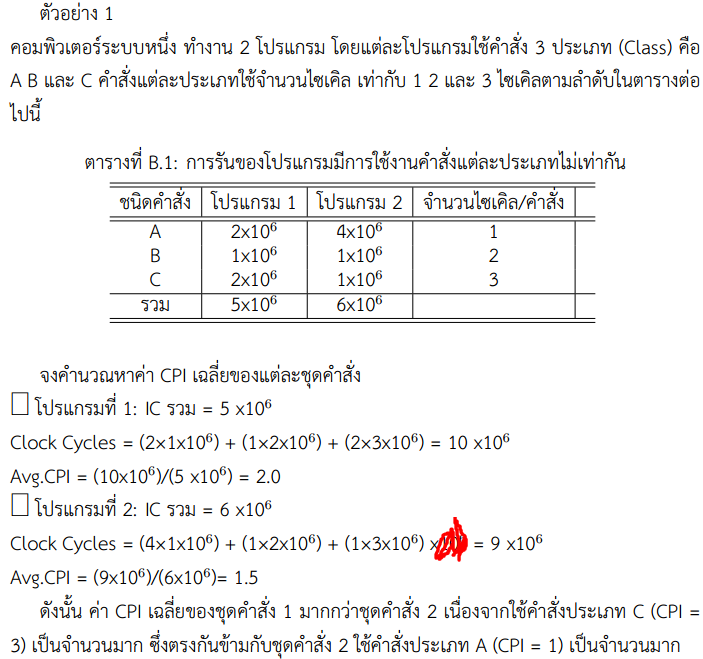 ตัวอย่าง 1
คอมพิวเตอร์ระบบหนึ่ง ทำงาน 2 โปรแกรม โดยแต่ละโปรแกรมใช้คำสั่ง 3 ประเภท (Class) คือ
A B และ C คำสั่งแต่ละประเภทใช้จำนวนไซเคิล เท่ากับ 1 2 และ 3 ไซเคิลตามลำดับในตารางต่อ
ไปนี้
ตารางที่ B.1: การรันของโปรแกรมมีการใช้งานคำสั่งแต่ละประเภทไม่เท่ากัน
ชนิดคำสั่ง โปรแกรม 1 โปรแกรม 2 จำนวนไซเคิล/คำสั่ง
A 2x10⁶ 4x10⁶ 1
B 1x10⁶ 1x10⁶ 2
C 2x10⁶ 1x10⁶ 3
รวม 5x10⁶ 6x10⁶
จงคำนวณหาค่า CPI เฉลี่ยของแต่ละชุดคำสั่ง
โปรแกรมที่ 1: IC รวม = 5 x10⁶
Clock Cycles = (2×1x10⁶) + (1×2x10⁶) + (2×3x10⁶) = 10 x10⁶
Avg.CPI = (10x10⁶)/(5 x10⁶) = 2.0
โปรแกรมที่ 2: IC รวม = 6 x10⁶
Clock Cycles = (4×1x10⁶) + (1×2x10⁶) + (1×3x10⁶) x = 9 x10⁶
Avg.CPI = (9x10⁶)/(6x10⁶)= 1.5
ดังนั้น ค่า CPI เฉลี่ยของชุดคำสั่ง 1 มากกว่าชุดคำสั่ง 2 เนื่องจากใช้คำสั่งประเภท C (CPI =
3) เป็นจำนวนมาก ซึ่งตรงกันข้ามกับชุดคำสั่ง 2 ใช้คำสั่งประเภท A (CPI = 1) เป็นจำนวนมาก